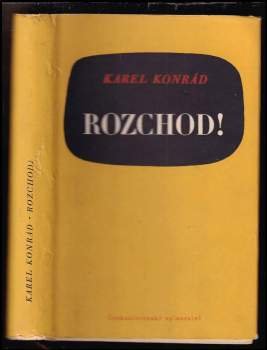 KAREL KONRÁD
ROZCHOD!
Československý spisovatel
KAREL KONRÁD • ROZCHOD!